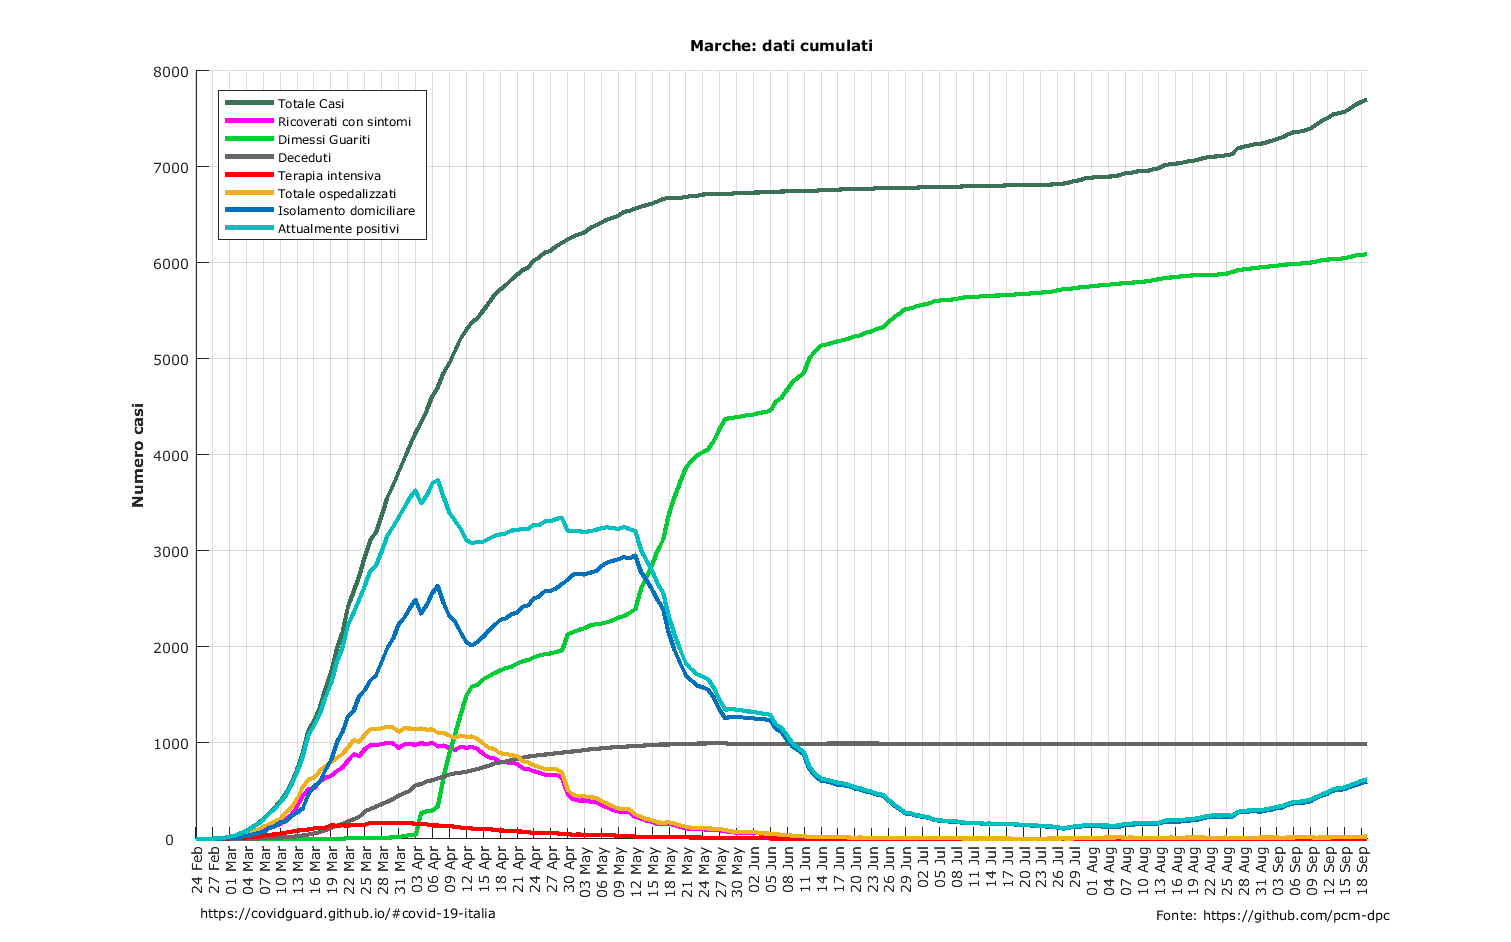 Marche: dati cumulati
8000
7000
6000
5000
4000
3000
2000
1000
0
Numero casi
Totale Casi
Ricoverati con sintomi
Dimessi Guariti
Deceduti
Terapia intensiva
Totale ospedalizzati
Isolamento domiciliare
Attualmente positivi
24 Feb
27 Feb
01 Mar
04 Mar
07 Mar
10 Mar
13 Mar
16 Mar
19 Mar
22 Mar
25 Mar
28 Mar
31 Mar
03 Apr
06 Apr
09 Apr
12 Apr
15 Apr
18 Apr
21 Apr
24 Apr
27 Apr
30 Apr
03 May
06 May
09 May
12 May
15 May
18 May
21 May
24 May
27 May
30 May
02 Jun
05 Jun
08 Jun
11 Jun
14 Jun
17 Jun
20 Jun
23 Jun
26 Jun
29 Jun
02 Jul
05 Jul
08 Jul
11 Jul
14 Jul
17 Jul
20 Jul
23 Jul
26 Jul
29 Jul
01 Aug
04 Aug
07 Aug
10 Aug
13 Aug
16 Aug
19 Aug
22 Aug
25 Aug
28 Aug
31 Aug
03 Sep
06 Sep
09 Sep
12 Sep
15 Sep
18 Sep
https://covidguard.github.io/#covid-19-italia
Fonte: https://github.com/pcm-dpc